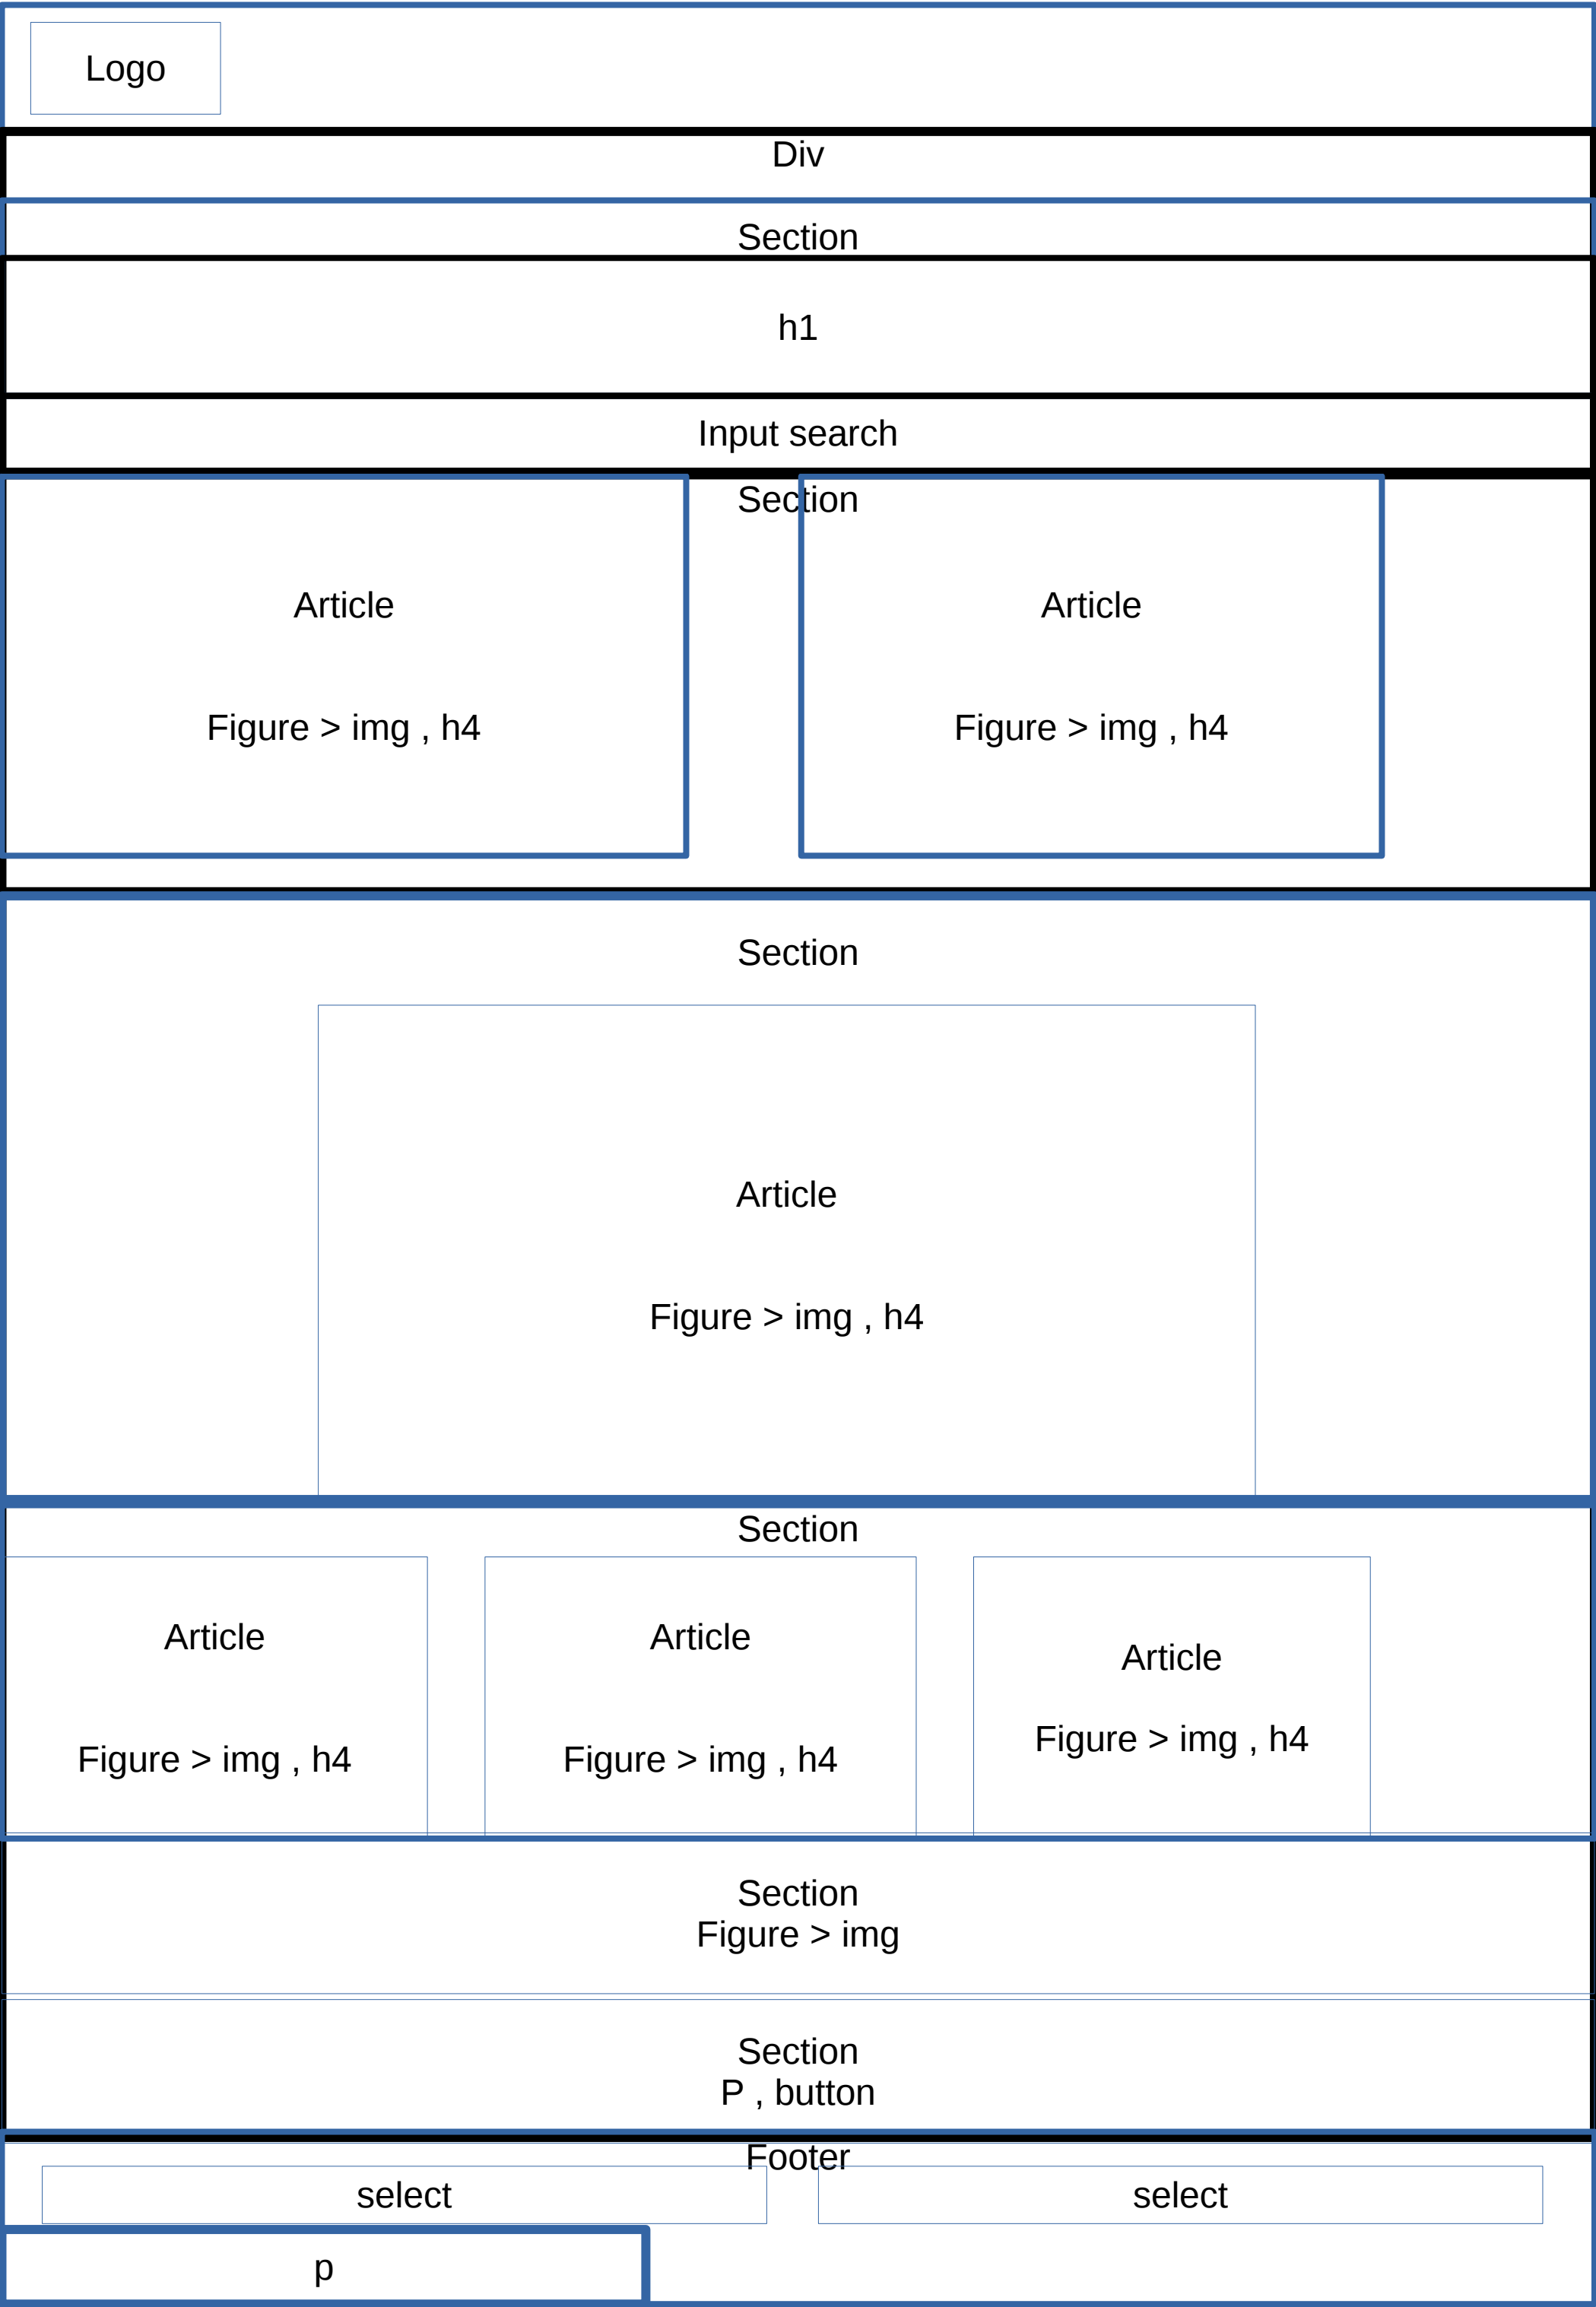 Logo
Div
Section
h1
Input search
Section
Article
Figure > img , h4
Article
Figure > img , h4
Section
Article
Figure > img , h4
Section
Article
Figure > img , h4
Article
Figure > img , h4
Article
Figure > img , h4
Section
Figure > img
Section
P , button
Footer
select
select
p